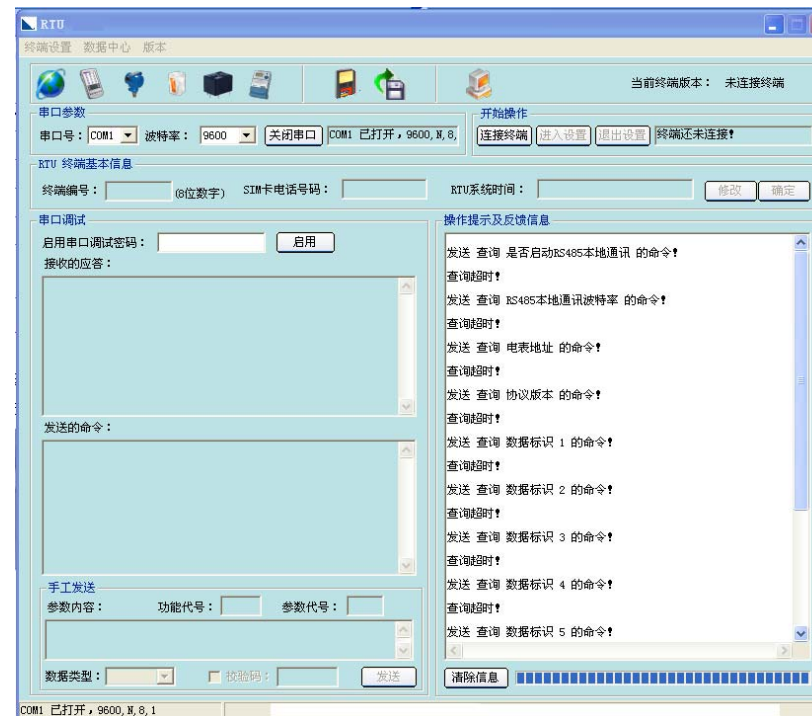 RTU
终端设置 数据中心 版本
当前终端版本： 未连接终端
串口参数
串口号： COM1 波特率： 9600 关闭串口 COM1 已打开，9600,N,8,
开始操作
连接终端 进入设置 退出设置 终端还未连接!
RTU 终端基本信息
终端编号： (8位数字) SIM卡电话号码： RTU系统时间： 修改 确定
串口调试
启用串口调试密码： 启用
接收的应答：
发送的命令：
手工发送
参数内容： 功能代号： 参数代号：
数据类型： 校验码： 发送
操作提示及反馈信息
发送 查询 是否启动RS485本地通讯 的命令!
查询超时!
发送 查询 RS485本地通讯波特率 的命令!
查询超时!
发送 查询 电表地址 的命令!
查询超时!
发送 查询 协议版本 的命令!
查询超时!
发送 查询 数据标识 1 的命令!
查询超时!
发送 查询 数据标识 2 的命令!
查询超时!
发送 查询 数据标识 3 的命令!
查询超时!
发送 查询 数据标识 4 的命令!
查询超时!
发送 查询 数据标识 5 的命令!
清除信息
COM1 已打开，9600,N,8,1